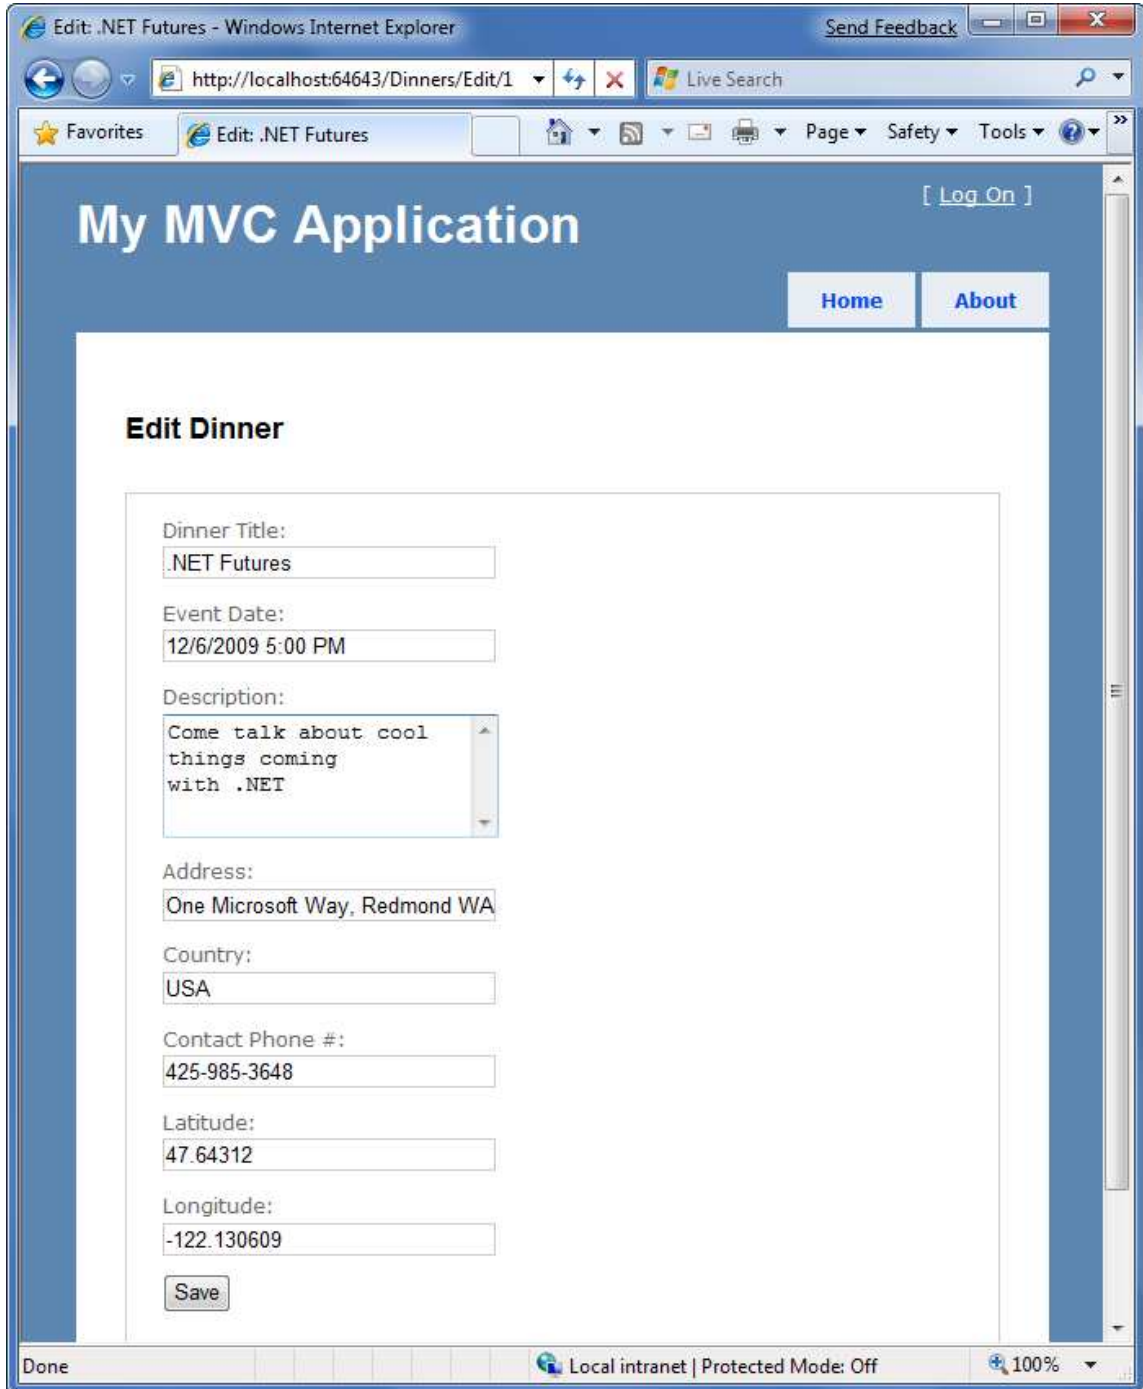 Edit: .NET Futures - Windows Internet Explorer
Send Feedback
http://localhost:64643/Dinners/Edit/1
Live Search
Favorites
Edit: .NET Futures
Page
Safety
Tools
My MVC Application
[ Log On ]
Home
About
Edit Dinner
Dinner Title:
.NET Futures
Event Date:
12/6/2009 5:00 PM
Description:
Come talk about cool
things coming
with .NET
Address:
One Microsoft Way, Redmond WA
Country:
USA
Contact Phone #:
425-985-3648
Latitude:
47.64312
Longitude:
-122.130609
Save
Done
Local intranet | Protected Mode: Off
100%